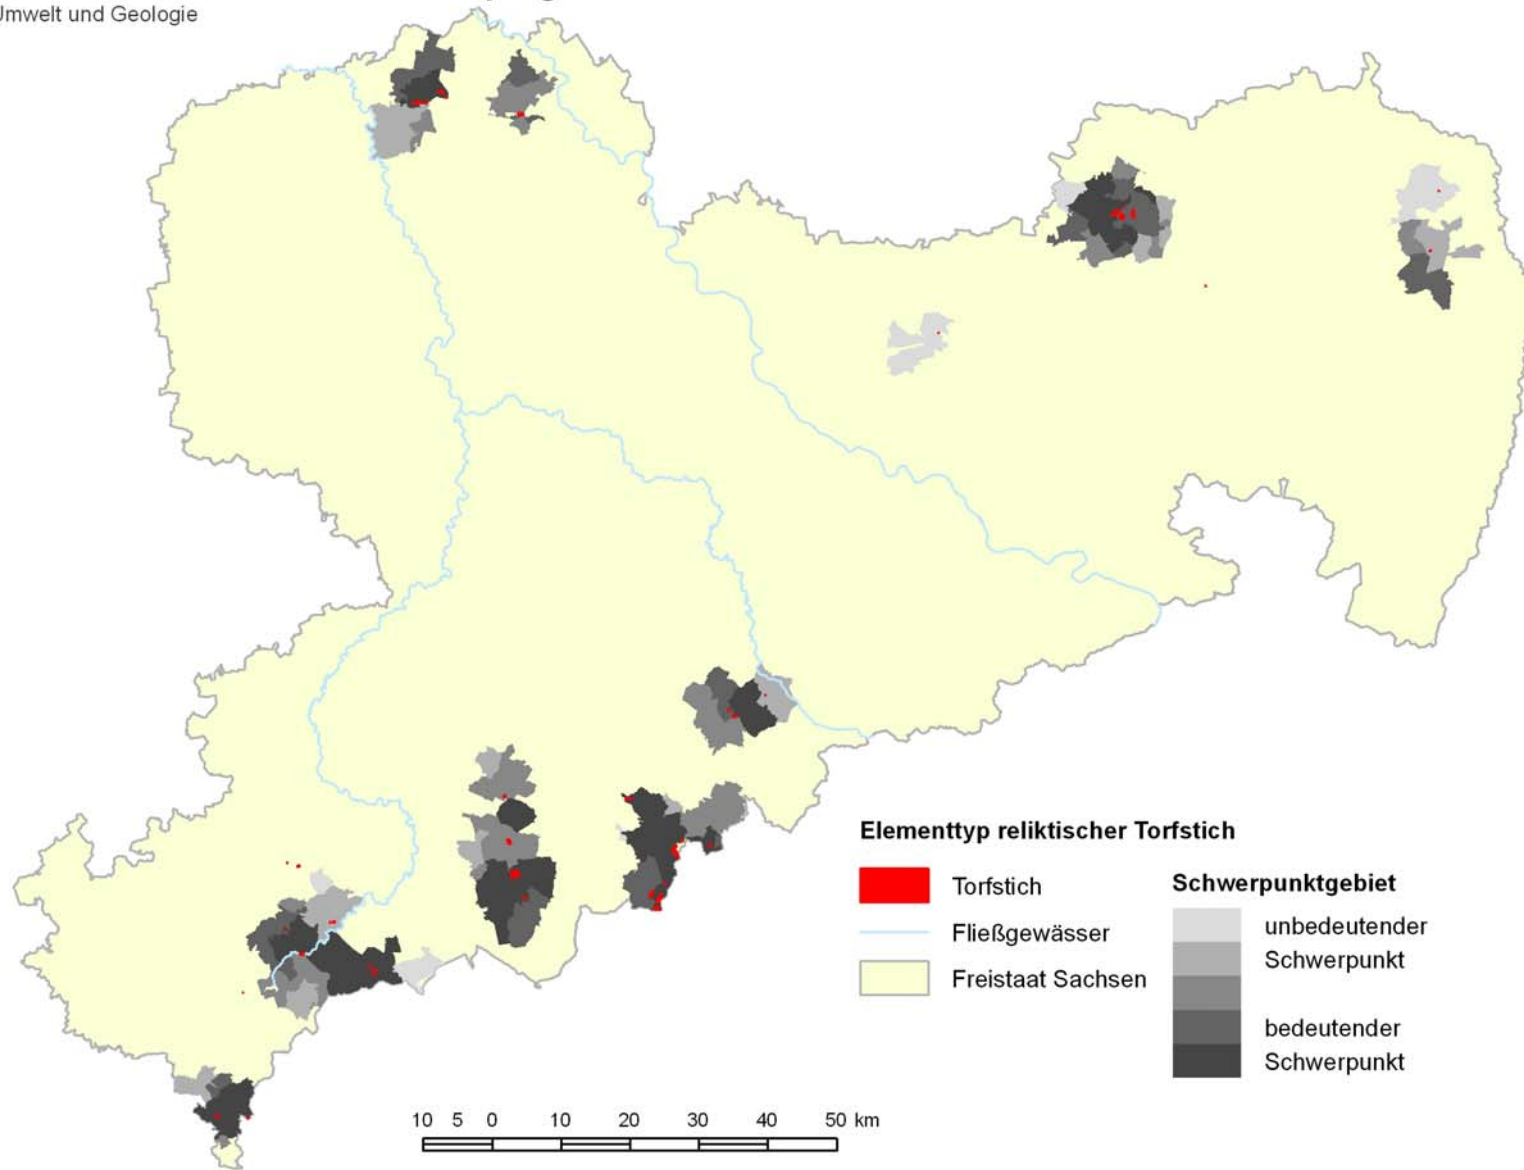 Umwelt und Geologie
Elementtyp reliktischer Torfstich
Torfstich
Fließgewässer
Freistaat Sachsen
Schwerpunktgebiet
unbedeutender
Schwerpunkt
bedeutender
Schwerpunkt
10 5 0 10 20 30 40 50 km